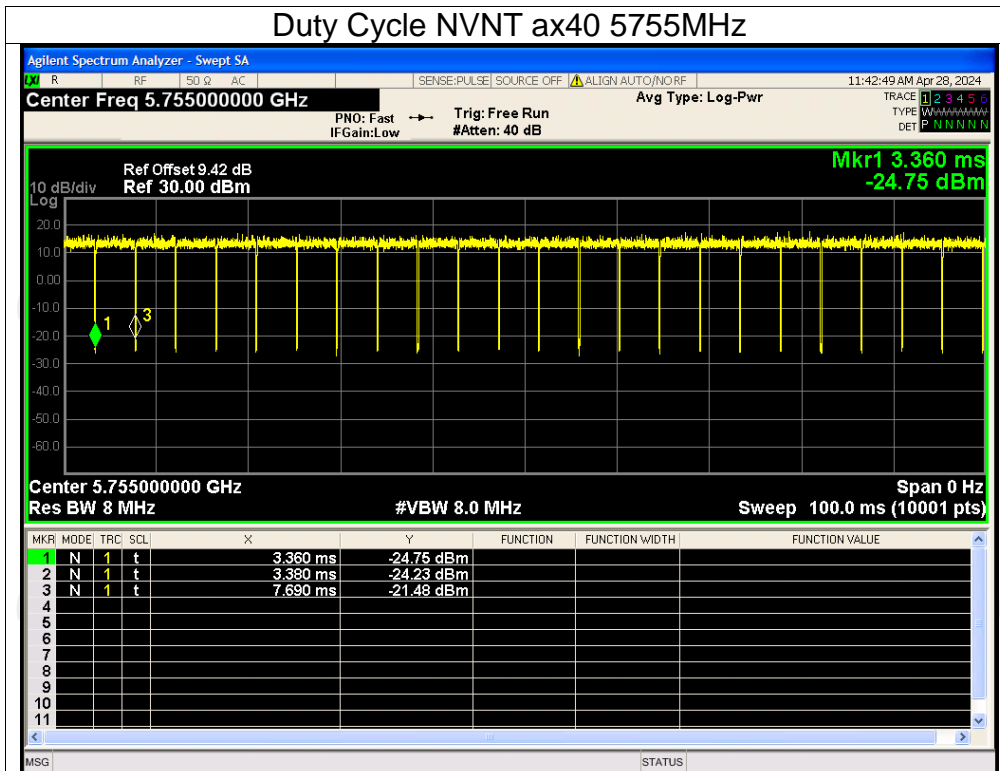 Duty Cycle NVNT ax40 5755MHz
Agilent Spectrum Analyzer - Swept SA
LXI R RF 50 Ω AC SENSE:PULSE SOURCE OFF ALIGN AUTO/NO RF 11:42:49 AM Apr 28, 2024
Center Freq 5.755000000 GHz Avg Type: Log-Pwr TRACE 1 2 3 4 5 6
PNO: Fast Trig: Free Run TYPE WWWWWW
IFGain:Low #Atten: 40 dB DET P N N N N N
Mkr1 3.360 ms
Ref Offset 9.42 dB
10 dB/div Ref 30.00 dBm -24.75 dBm
Log
20.0
10.0
0.00
-10.0
1 3
-20.0
-30.0
-40.0
-50.0
-60.0
Center 5.755000000 GHz Span 0 Hz
Res BW 8 MHz #VBW 8.0 MHz Sweep 100.0 ms (10001 pts)
MKR MODE TRC SCL X Y FUNCTION FUNCTION WIDTH FUNCTION VALUE
1 N 1 t 3.360 ms -24.75 dBm
2 N 1 t 3.380 ms -24.23 dBm
3 N 1 t 7.690 ms -21.48 dBm
4
5
6
7
8
9
10
11
MSG STATUS